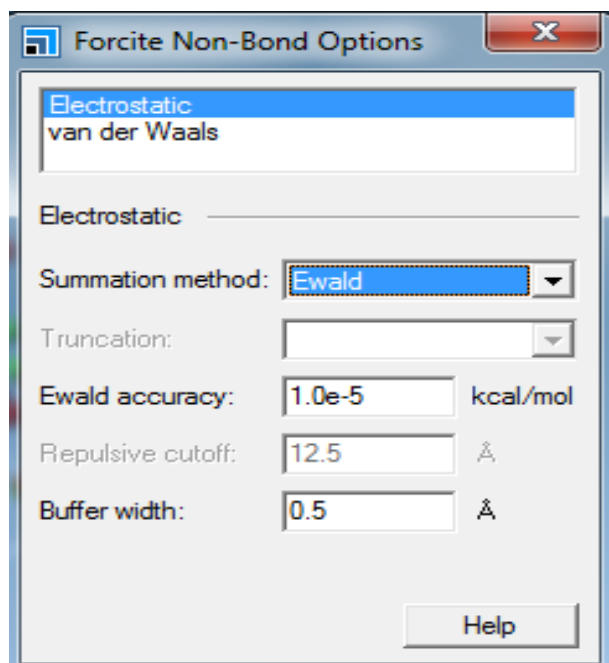 Forcite Non-Bond Options
Electrostatic
van der Waals
Electrostatic
Summation method: Ewald
Truncation:
Ewald accuracy: 1.0e-5 kcal/mol
Repulsive cutoff: 12.5 Å
Buffer width: 0.5 Å
Help